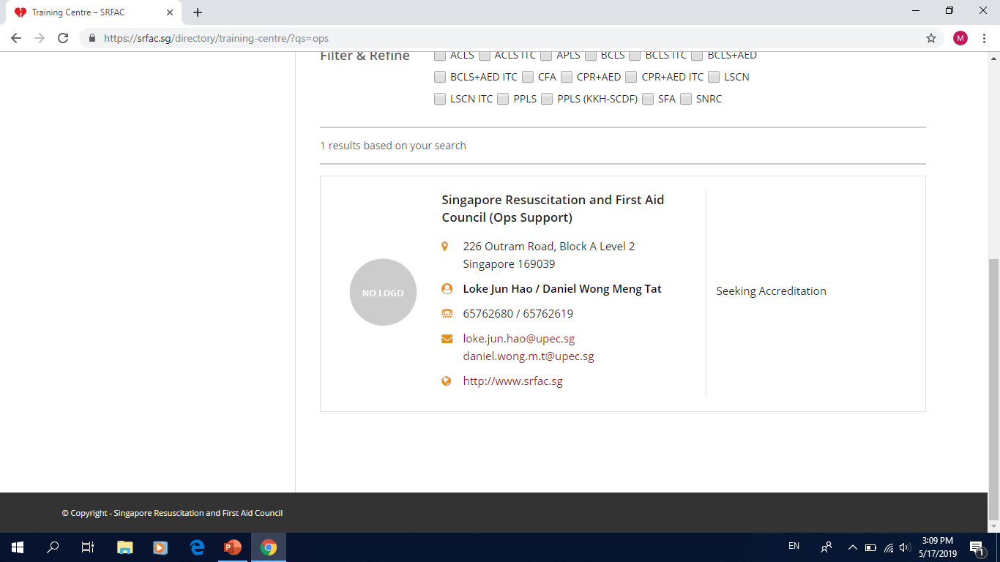 Training Centre – SRFAC
https://srfac.sg/directory/training-centre/?qs=ops
M
Filter & Refine
ACLS ACLS ITC APLS BCLS BCLS ITC BCLS+AED
BCLS+AED ITC CFA CPR+AED CPR+AED ITC LSCN
LSCN ITC PPLS PPLS (KKH-SCDF) SFA SNRC
1 results based on your search
Singapore Resuscitation and First Aid
Council (Ops Support)
226 Outram Road, Block A Level 2
Singapore 169039
NO LOGO
Loke Jun Hao / Daniel Wong Meng Tat
Seeking Accreditation
65762680 / 65762619
loke.jun.hao@upec.sg
daniel.wong.m.t@upec.sg
http://www.srfac.sg
© Copyright - Singapore Resuscitation and First Aid Council
EN
3:09 PM
5/17/2019
1